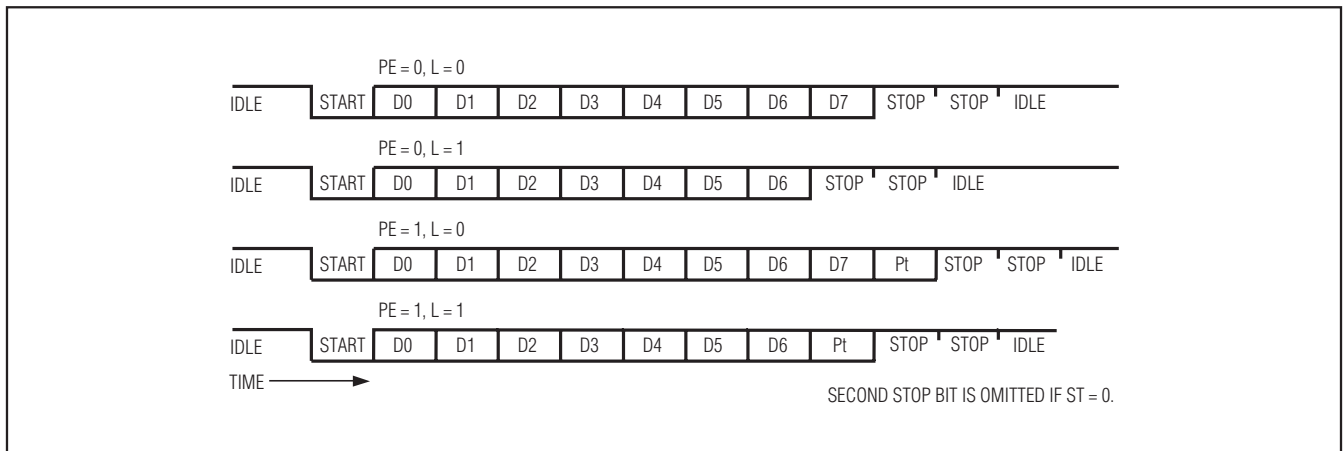 PE = 0, L = 0
IDLE START D0 D1 D2 D3 D4 D5 D6 D7 STOP STOP IDLE
PE = 0, L = 1
IDLE START D0 D1 D2 D3 D4 D5 D6 STOP STOP IDLE
PE = 1, L = 0
IDLE START D0 D1 D2 D3 D4 D5 D6 D7 Pt STOP STOP IDLE
PE = 1, L = 1
IDLE START D0 D1 D2 D3 D4 D5 D6 Pt STOP STOP IDLE
TIME
SECOND STOP BIT IS OMITTED IF ST = 0.